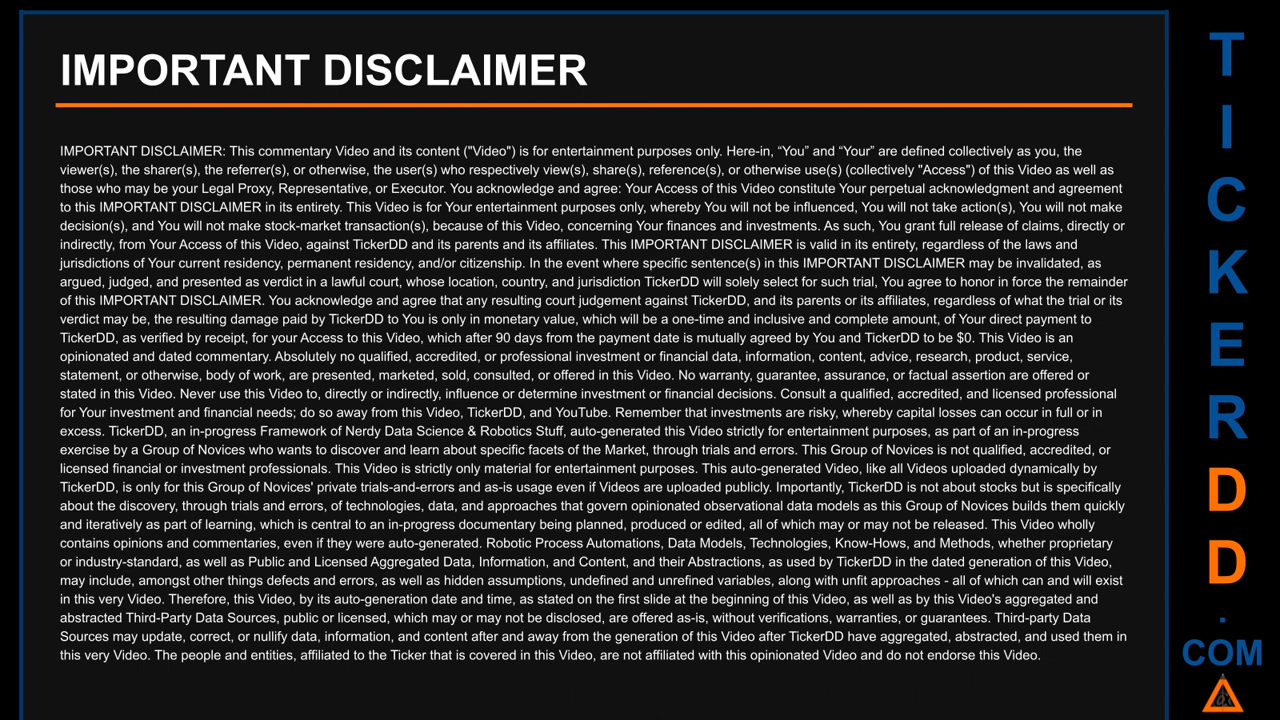 IMPORTANT DISCLAIMER
IMPORTANT DISCLAIMER: This commentary Video and its content ("Video") is for entertainment purposes only. Here-in, “You” and “Your” are defined collectively as you, the
viewer(s), the sharer(s), the referrer(s), or otherwise, the user(s) who respectively view(s), share(s), reference(s), or otherwise use(s) (collectively "Access") of this Video as well as
those who may be your Legal Proxy, Representative, or Executor. You acknowledge and agree: Your Access of this Video constitute Your perpetual acknowledgment and agreement
to this IMPORTANT DISCLAIMER in its entirety. This Video is for Your entertainment purposes only, whereby You will not be influenced, You will not take action(s), You will not make
decision(s), and You will not make stock-market transaction(s), because of this Video, concerning Your finances and investments. As such, You grant full release of claims, directly or
indirectly, from Your Access of this Video, against TickerDD and its parents and its affiliates. This IMPORTANT DISCLAIMER is valid in its entirety, regardless of the laws and
jurisdictions of Your current residency, permanent residency, and/or citizenship. In the event where specific sentence(s) in this IMPORTANT DISCLAIMER may be invalidated, as
argued, judged, and presented as verdict in a lawful court, whose location, country, and jurisdiction TickerDD will solely select for such trial, You agree to honor in force the remainder
of this IMPORTANT DISCLAIMER. You acknowledge and agree that any resulting court judgement against TickerDD, and its parents or its affiliates, regardless of what the trial or its
verdict may be, the resulting damage paid by TickerDD to You is only in monetary value, which will be a one-time and inclusive and complete amount, of Your direct payment to
TickerDD, as verified by receipt, for your Access to this Video, which after 90 days from the payment date is mutually agreed by You and TickerDD to be $0. This Video is an
opinionated and dated commentary. Absolutely no qualified, accredited, or professional investment or financial data, information, content, advice, research, product, service,
statement, or otherwise, body of work, are presented, marketed, sold, consulted, or offered in this Video. No warranty, guarantee, assurance, or factual assertion are offered or
stated in this Video. Never use this Video to, directly or indirectly, influence or determine investment or financial decisions. Consult a qualified, accredited, and licensed professional
for Your investment and financial needs; do so away from this Video, TickerDD, and YouTube. Remember that investments are risky, whereby capital losses can occur in full or in
excess. TickerDD, an in-progress Framework of Nerdy Data Science & Robotics Stuff, auto-generated this Video strictly for entertainment purposes, as part of an in-progress
exercise by a Group of Novices who wants to discover and learn about specific facets of the Market, through trials and errors. This Group of Novices is not qualified, accredited, or
licensed financial or investment professionals. This Video is strictly only material for entertainment purposes. This auto-generated Video, like all Videos uploaded dynamically by
TickerDD, is only for this Group of Novices' private trials-and-errors and as-is usage even if Videos are uploaded publicly. Importantly, TickerDD is not about stocks but is specifically
about the discovery, through trials and errors, of technologies, data, and approaches that govern opinionated observational data models as this Group of Novices builds them quickly
and iteratively as part of learning, which is central to an in-progress documentary being planned, produced or edited, all of which may or may not be released. This Video wholly
contains opinions and commentaries, even if they were auto-generated. Robotic Process Automations, Data Models, Technologies, Know-Hows, and Methods, whether proprietary
or industry-standard, as well as Public and Licensed Aggregated Data, Information, and Content, and their Abstractions, as used by TickerDD in the dated generation of this Video,
may include, amongst other things defects and errors, as well as hidden assumptions, undefined and unrefined variables, along with unfit approaches - all of which can and will exist
in this very Video. Therefore, this Video, by its auto-generation date and time, as stated on the first slide at the beginning of this Video, as well as by this Video's aggregated and
abstracted Third-Party Data Sources, public or licensed, which may or may not be disclosed, are offered as-is, without verifications, warranties, or guarantees. Third-party Data
Sources may update, correct, or nullify data, information, and content after and away from the generation of this Video after TickerDD have aggregated, abstracted, and used them in
this very Video. The people and entities, affiliated to the Ticker that is covered in this Video, are not affiliated with this opinionated Video and do not endorse this Video.
T
I
C
K
E
R
D
D
.
COM